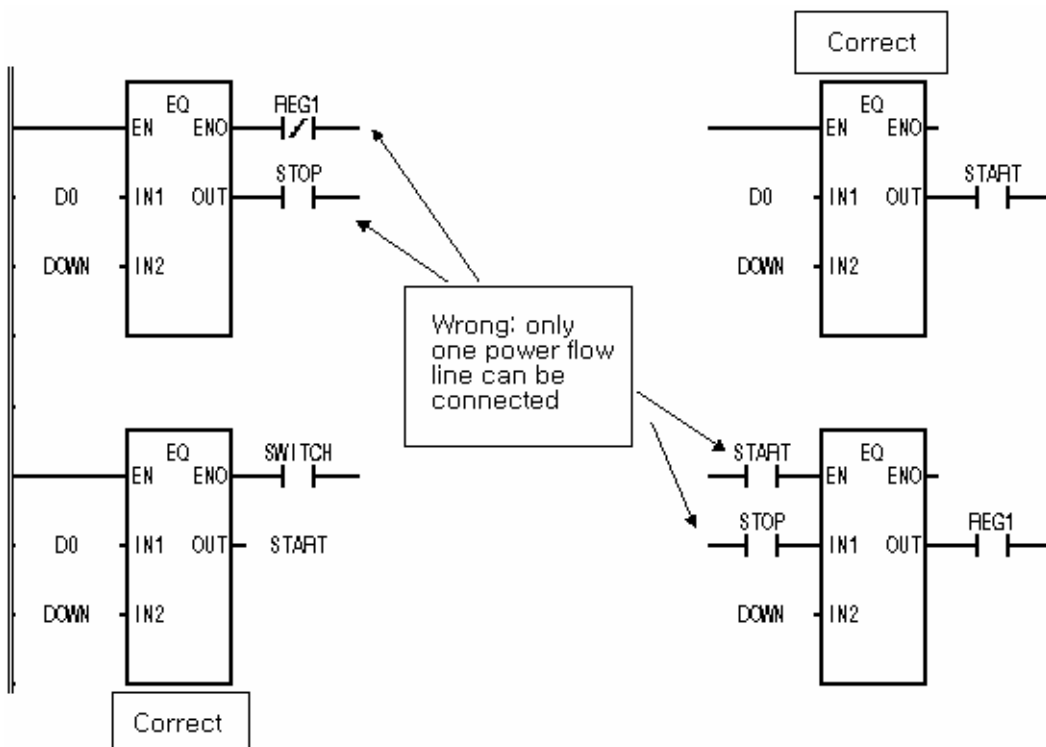 Correct
EQ
EN ENO
REG1
D0 IN1 OUT
STOP
DOWN IN2
EQ
EN ENO
D0 IN1 OUT
START
DOWN IN2
Wrong: only
one power flow
line can be
connected
EQ
EN ENO
SWITCH
D0 IN1 OUT START
DOWN IN2
Correct
START
EQ
EN ENO
STOP
IN1 OUT
REG1
DOWN IN2